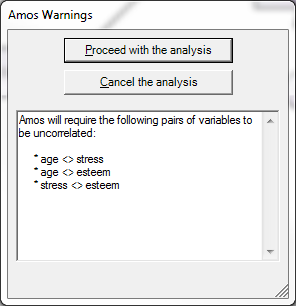 Amos Warnings
Proceed with the analysis
Cancel the analysis
Amos will require the following pairs of variables to
be uncorrelated:
* age <> stress
* age <> esteem
* stress <> esteem